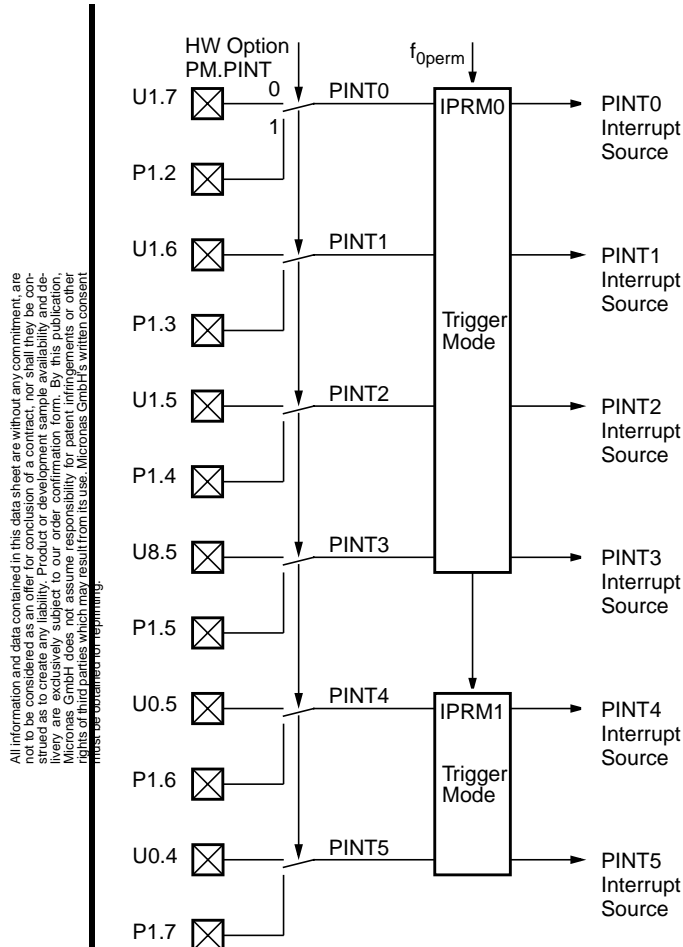 HW Option
PM.PINT
f0perm
U1.7
0
1
PINT0
IPRM0
PINT0
Interrupt
Source
P1.2
U1.6
PINT1
PINT1
Interrupt
Source
P1.3
Trigger
Mode
U1.5
PINT2
PINT2
Interrupt
Source
P1.4
U8.5
PINT3
PINT3
Interrupt
Source
P1.5
U0.5
PINT4
IPRM1
PINT4
Interrupt
Source
P1.6
Trigger
Mode
U0.4
PINT5
PINT5
Interrupt
Source
P1.7
All information and data contained in this data sheet are without any commitment, are
not to be considered as an offer for conclusion of a contract, nor shall they be con-
strued as to create any liability. Product or development sample availability and de-
livery are exclusively subject to our order confirmation form. By this publication,
Micronas GmbH does not assume responsibility for patent infringements or other
rights of third parties which may result from its use. Micronas GmbH's written consent
must be obtained for reprinting.